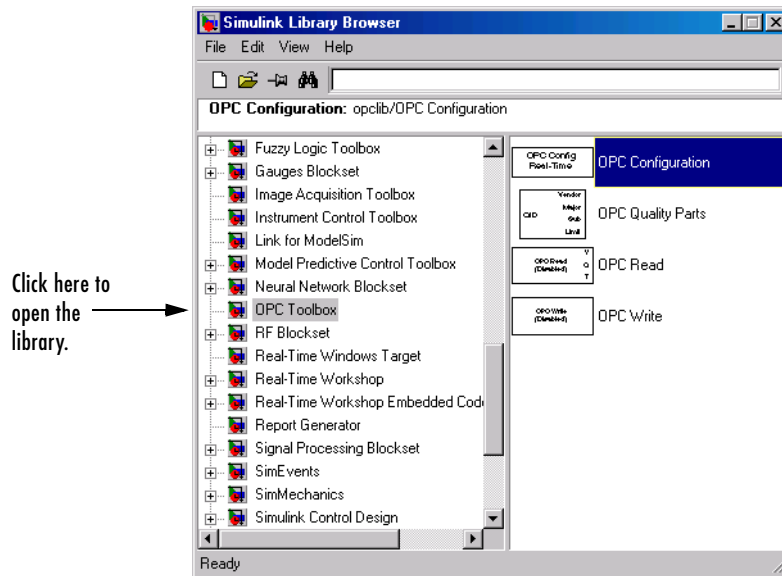 Simulink Library Browser
File Edit View Help
OPC Configuration: opclib/OPC Configuration
Fuzzy Logic Toolbox
Gauges Blockset
Image Acquisition Toolbox
Instrument Control Toolbox
Link for ModelSim
Model Predictive Control Toolbox
Neural Network Blockset
OPC Toolbox
RF Blockset
Real-Time Windows Target
Real-Time Workshop
Real-Time Workshop Embedded Cod
Report Generator
Signal Processing Blockset
SimEvents
SimMechanics
Simulink Control Design
OPC Config
Real-Time
OPC Configuration
Vendor
Major
Sub
Limit
OPC Quality Parts
OPC Read
(Disabled)
V
Q
T
OPC Read
OPC Write
(Disabled)
OPC Write
Ready
Click here to
open the
library.